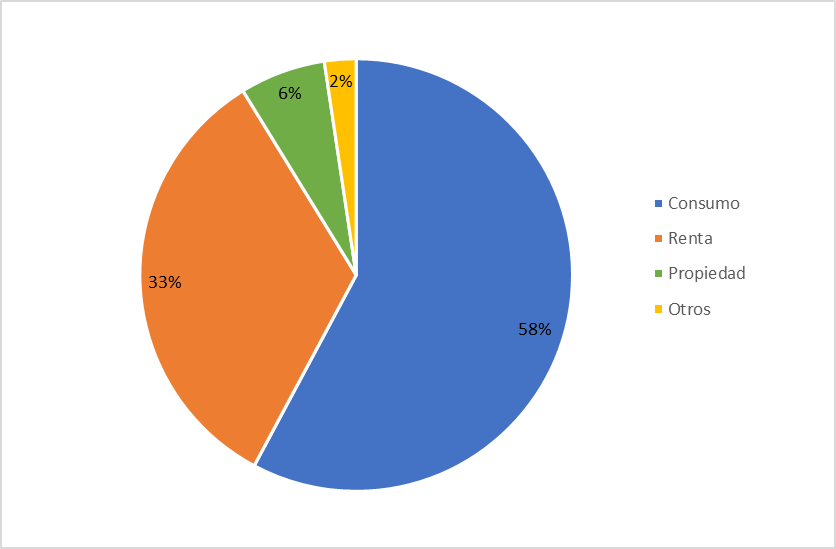 2%
6%
33%
58%
Consumo
Renta
Propiedad
Otros